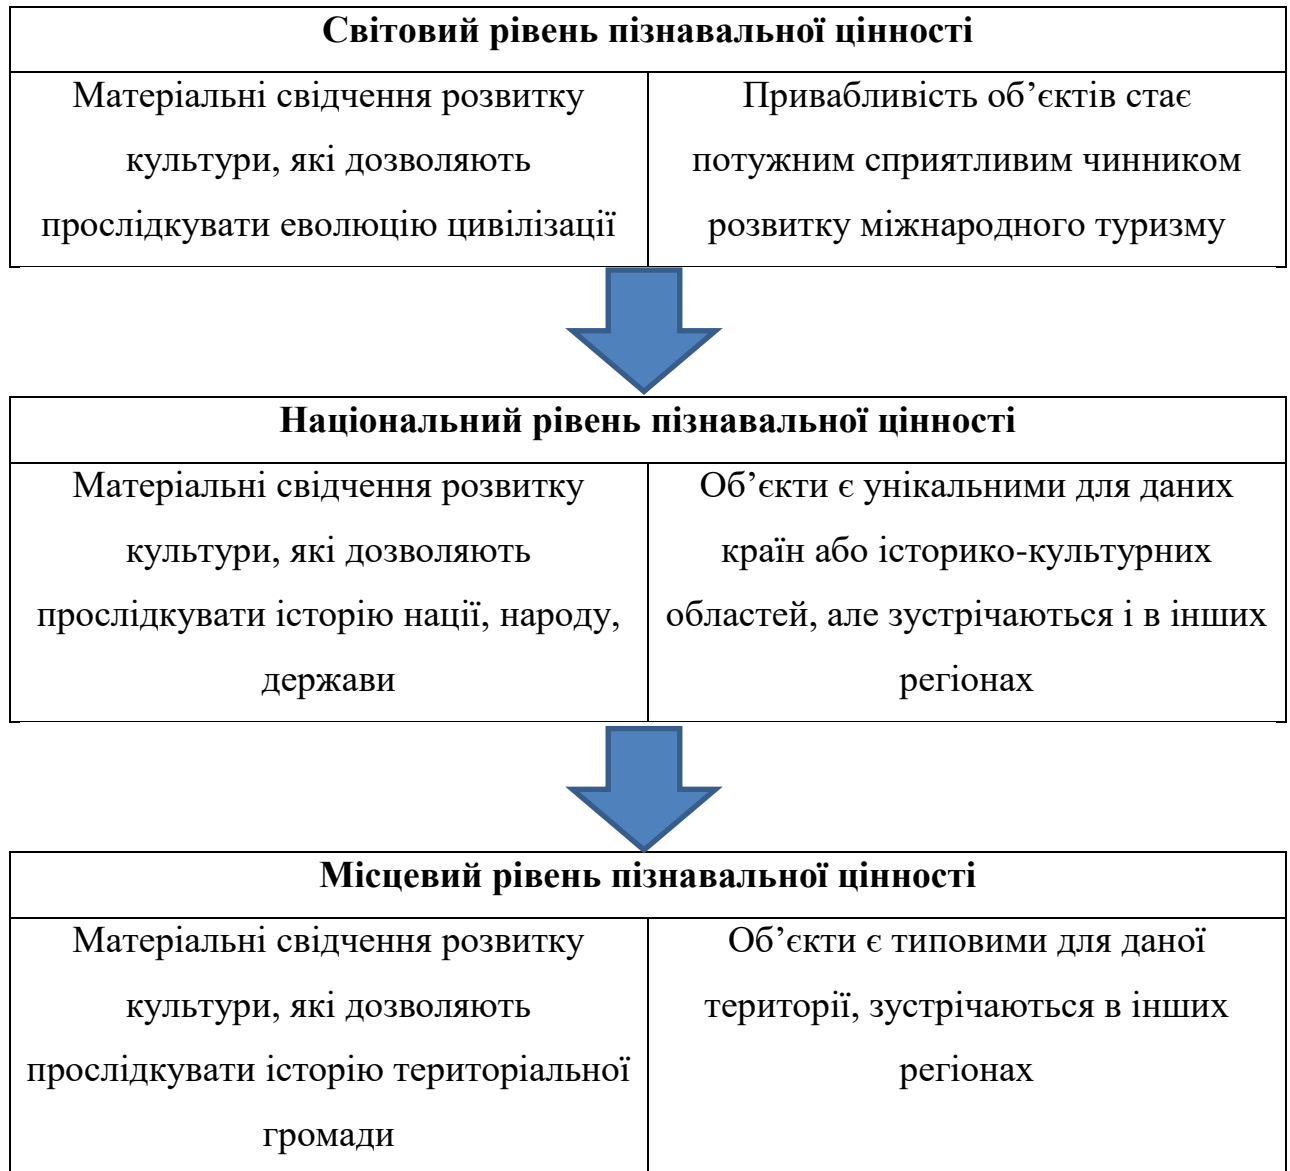 Світовий рівень пізнавальної цінності
Матеріальні свідчення розвитку
культури, які дозволяють
прослідкувати еволюцію цивілізації
Привабливість об’єктів стає
потужним сприятливим чинником
розвитку міжнародного туризму
Національний рівень пізнавальної цінності
Матеріальні свідчення розвитку
культури, які дозволяють
прослідкувати історію нації, народу,
держави
Об’єкти є унікальними для даних
країн або історико-культурних
областей, але зустрічаються і в інших
регіонах
Місцевий рівень пізнавальної цінності
Матеріальні свідчення розвитку
культури, які дозволяють
прослідкувати історію територіальної
громади
Об’єкти є типовими для даної
території, зустрічаються в інших
регіонах